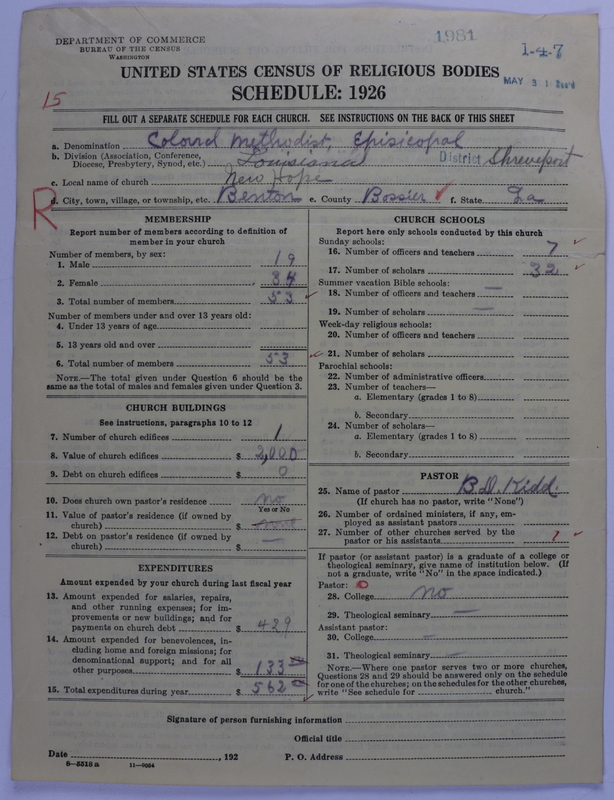 1981
DEPARTMENT OF COMMERCE
BUREAU OF THE CENSUS
WASHINGTON
1-4-7
MAY 31
UNITED STATES CENSUS OF RELIGIOUS BODIES
SCHEDULE: 1926
15
FILL OUT A SEPARATE SCHEDULE FOR EACH CHURCH. SEE INSTRUCTIONS ON THE BACK OF THIS SHEET
a. Denomination Colored Methodist Episicopal
b. Division (Association, Conference, Diocese, Presbytery, Synod, etc.) Louisiana District Shreveport
c. Local name of church New Hope
d. City, town, village, or township, etc. Benton e. County Bossier f. State La
R
MEMBERSHIP
Report number of members according to definition of
member in your church
Number of members, by sex:
1. Male 19
2. Female 34
3. Total number of members 53
Number of members under and over 13 years old:
4. Under 13 years of age
5. 13 years old and over
6. Total number of members 53
NOTE.—The total given under Question 6 should be the
same as the total of males and females given under Question 3.
CHURCH BUILDINGS
See instructions, paragraphs 10 to 12
7. Number of church edifices 1
8. Value of church edifices $ 2,000
9. Debt on church edifices $ 0
10. Does church own pastor's residence no
Yes or No
11. Value of pastor's residence (if owned by
church) $
12. Debt on pastor's residence (if owned by
church) $ —
EXPENDITURES
Amount expended by your church during last fiscal year
13. Amount expended for salaries, repairs,
and other running expenses; for im-
provements or new buildings; and for
payments on church debt $ 429
14. Amount expended for benevolences, in-
cluding home and foreign missions; for
denominational support; and for all
other purposes $ 133
15. Total expenditures during year $ 562
CHURCH SCHOOLS
Report here only schools conducted by this church
Sunday schools:
16. Number of officers and teachers 7
17. Number of scholars 32
Summer vacation Bible schools:
18. Number of officers and teachers —
19. Number of scholars —
Week-day religious schools:
20. Number of officers and teachers
21. Number of scholars
Parochial schools:
22. Number of administrative officers
23. Number of teachers—
a. Elementary (grades 1 to 8)
b. Secondary
24. Number of scholars—
a. Elementary (grades 1 to 8)
b. Secondary
PASTOR
25. Name of pastor B.D. Kidd
(If church has no pastor, write "None")
26. Number of ordained ministers, if any, em-
ployed as assistant pastors
27. Number of other churches served by the
pastor or his assistants
If pastor (or assistant pastor) is a graduate of a college or
theological seminary, give name of institution below. (If
not a graduate, write "No" in the space indicated.)
Pastor:
28. College no
29. Theological seminary —
Assistant pastor:
30. College —
31. Theological seminary
NOTE.—Where one pastor serves two or more churches,
Questions 28 and 29 should be answered only on the schedule
for one of the churches; on the schedules for the other churches,
write "See schedule for church."
Signature of person furnishing information
Official title
Date , 192 P. O. Address
8-5518 a 11-9054